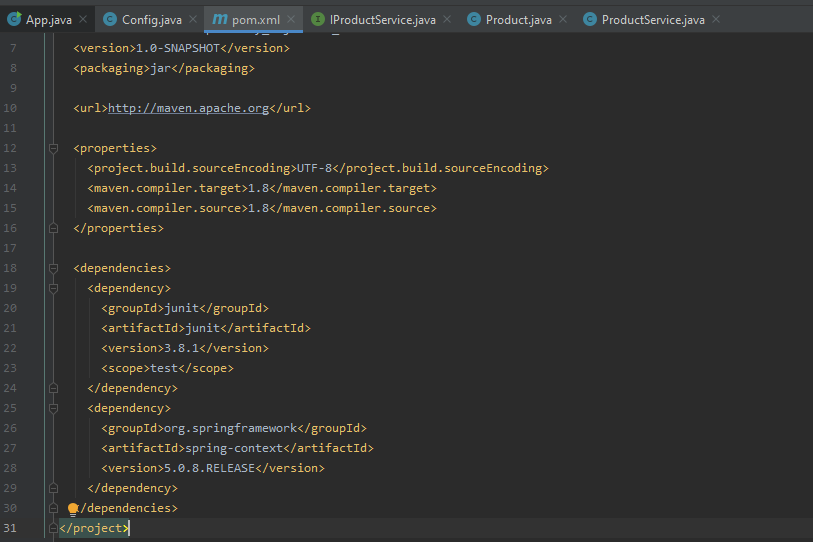 App.java
Config.java
pom.xml
IProductService.java
Product.java
ProductService.java
7 <version>1.0-SNAPSHOT</version>
8 <packaging>jar</packaging>
9
10 <url>http://maven.apache.org</url>
11
12 <properties>
13 <project.build.sourceEncoding>UTF-8</project.build.sourceEncoding>
14 <maven.compiler.target>1.8</maven.compiler.target>
15 <maven.compiler.source>1.8</maven.compiler.source>
16 </properties>
17
18 <dependencies>
19 <dependency>
20 <groupId>junit</groupId>
21 <artifactId>junit</artifactId>
22 <version>3.8.1</version>
23 <scope>test</scope>
24 </dependency>
25 <dependency>
26 <groupId>org.springframework</groupId>
27 <artifactId>spring-context</artifactId>
28 <version>5.0.8.RELEASE</version>
29 </dependency>
30 /dependencies>
31 </project>